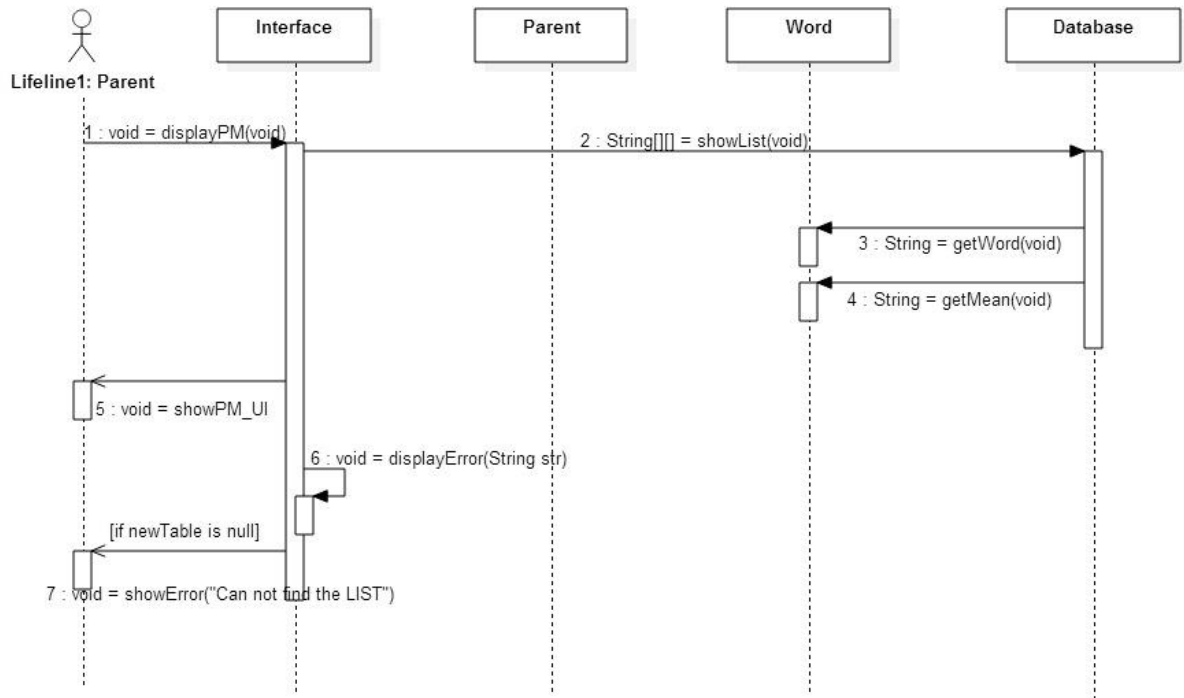 Interface
Parent
Word
Database
Lifeline1: Parent
1 : void = displayPM(void)
2 : String[][] = showList(void)
3 : String = getWord(void)
4 : String = getMean(void)
5 : void = showPM_UI
6 : void = displayError(String str)
[if newTable is null]
7 : void = showError("Can not find the LIST")